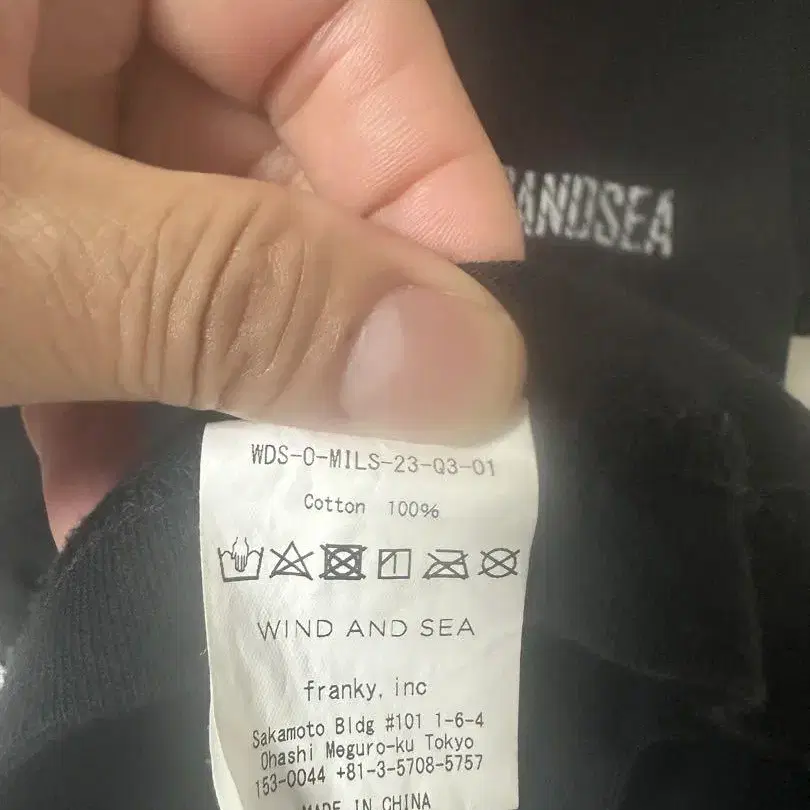 ANDSEA
WDS-O-MILS-23-Q3-01
Cotton 100%
WIND AND SEA
franky, inc
Sakamoto Bldg #101 1-6-4
Ohashi Meguro-ku Tokyo
153-0044 +81-3-5708-5757
MADE IN CHINA